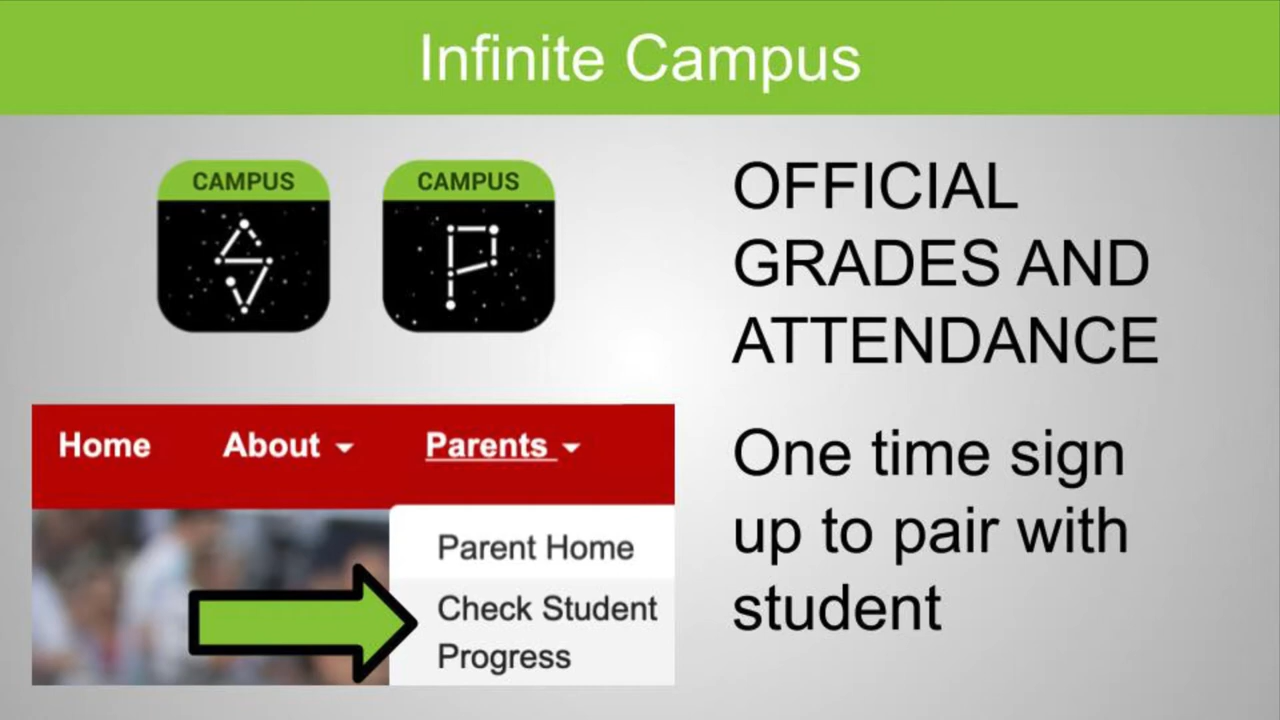 Infinite Campus
CAMPUS
CAMPUS
OFFICIAL
GRADES AND
ATTENDANCE
Home About Parents
Parent Home
Check Student
Progress
One time sign
up to pair with
student